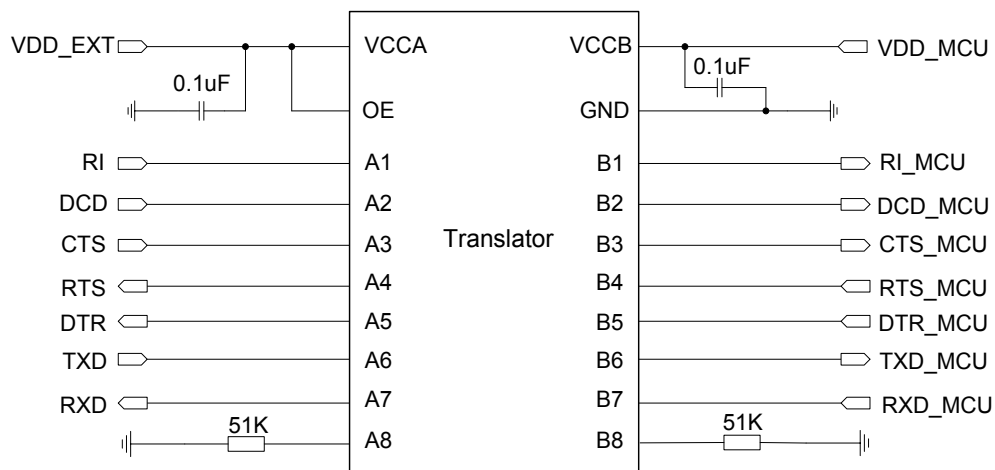 VDD_EXT VCCA VCCB VDD_MCU
0.1uF 0.1uF
OE GND
RI A1 B1 RI_MCU
DCD A2 B2 DCD_MCU
CTS A3 Translator B3 CTS_MCU
RTS A4 B4 RTS_MCU
DTR A5 B5 DTR_MCU
TXD A6 B6 TXD_MCU
RXD A7 B7 RXD_MCU
51K A8 B8 51K